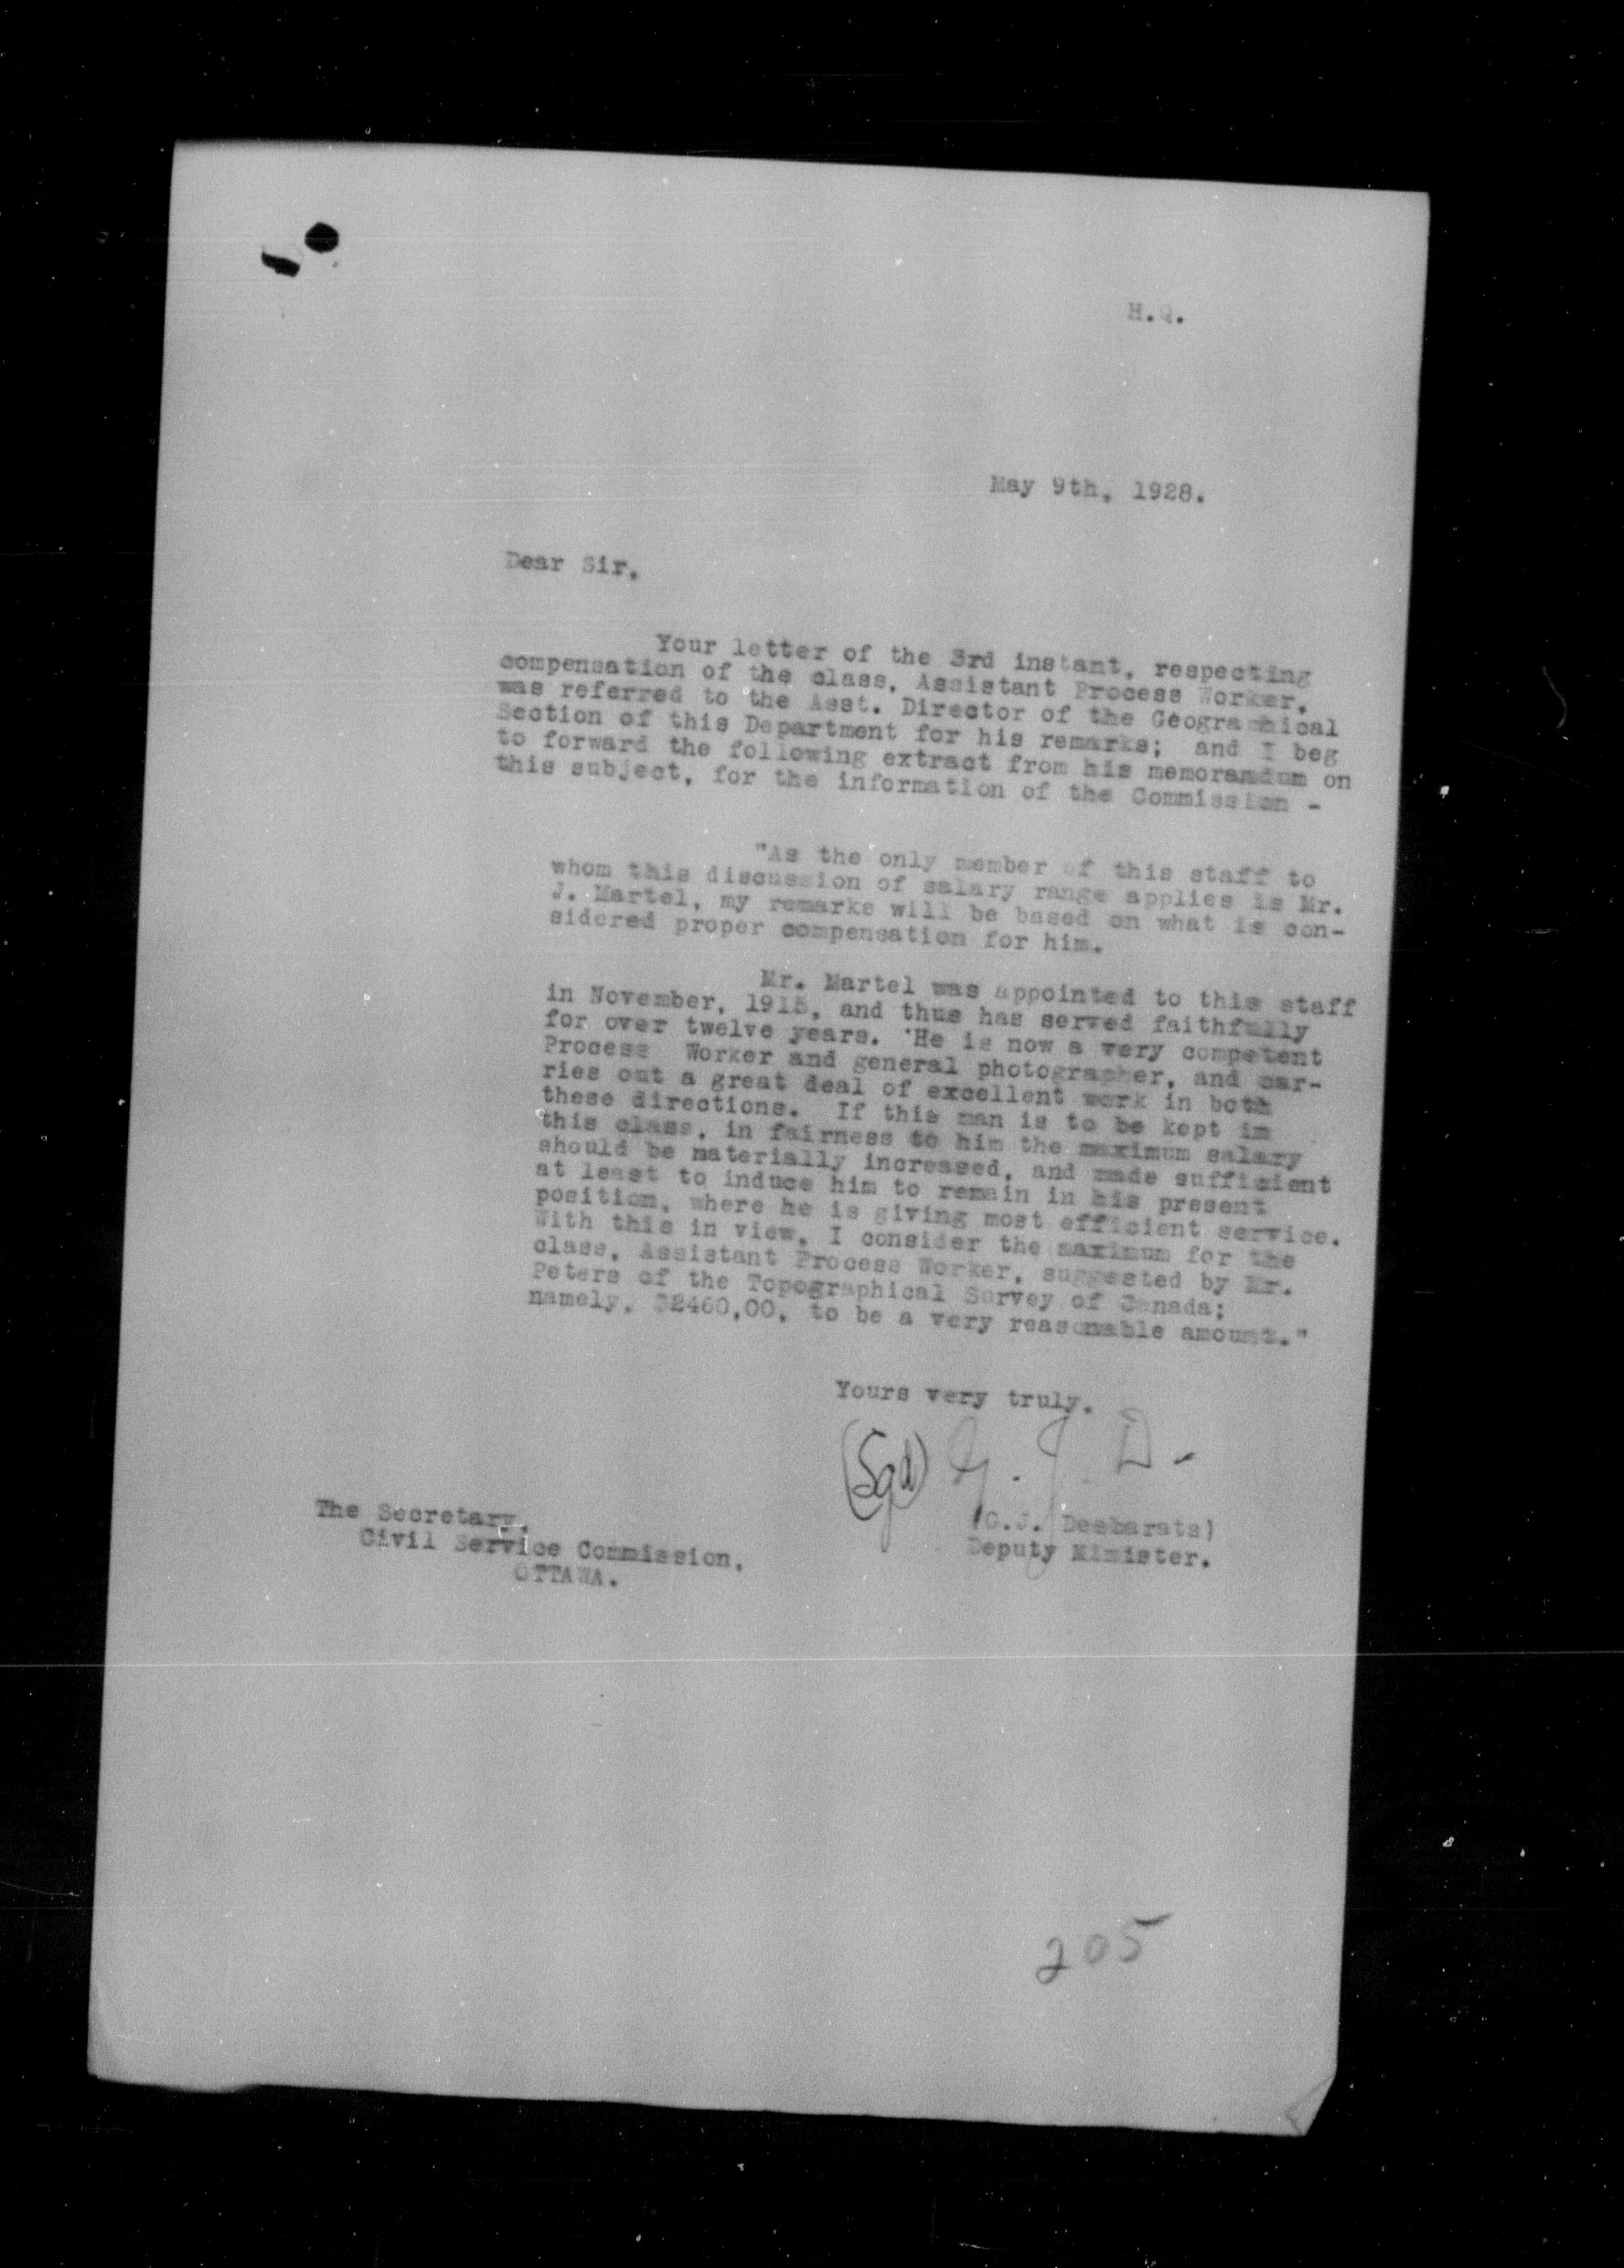 H.Q.
May 9th, 1928.
Dear Sir,
Your letter of the 3rd instant, respecting
compensation of the class, Assistant Process Worker,
was referred to the Asst. Director of the Geographical
Section of this Department for his remarks; and I beg
to forward the following extract from his memorandum on
this subject, for the information of the Commission -
"As the only member of this staff to
whom this discussion of salary range applies is Mr.
J. Martel, my remarks will be based on what is con-
sidered proper compensation for him.
Mr. Martel was appointed to this staff
in November, 1915, and thus has served faithfully
for over twelve years. He is now a very competent
Process Worker and general photographer, and car-
ries out a great deal of excellent work in both
these directions. If this man is to be kept in
this class, in fairness to him the maximum salary
should be materially increased, and made sufficient
at least to induce him to remain in his present
position, where he is giving most efficient service.
With this in view, I consider the maximum for the
class, Assistant Process Worker, suggested by Mr.
Peters of the Topographical Survey of Canada;
namely, $2460,00, to be a very reasonable amount."
Yours very truly,
(Sgd) G. J. D.
(G.J. Desbarats)
Deputy Minister.
The Secretary,
Civil Service Commission,
OTTAWA.
205